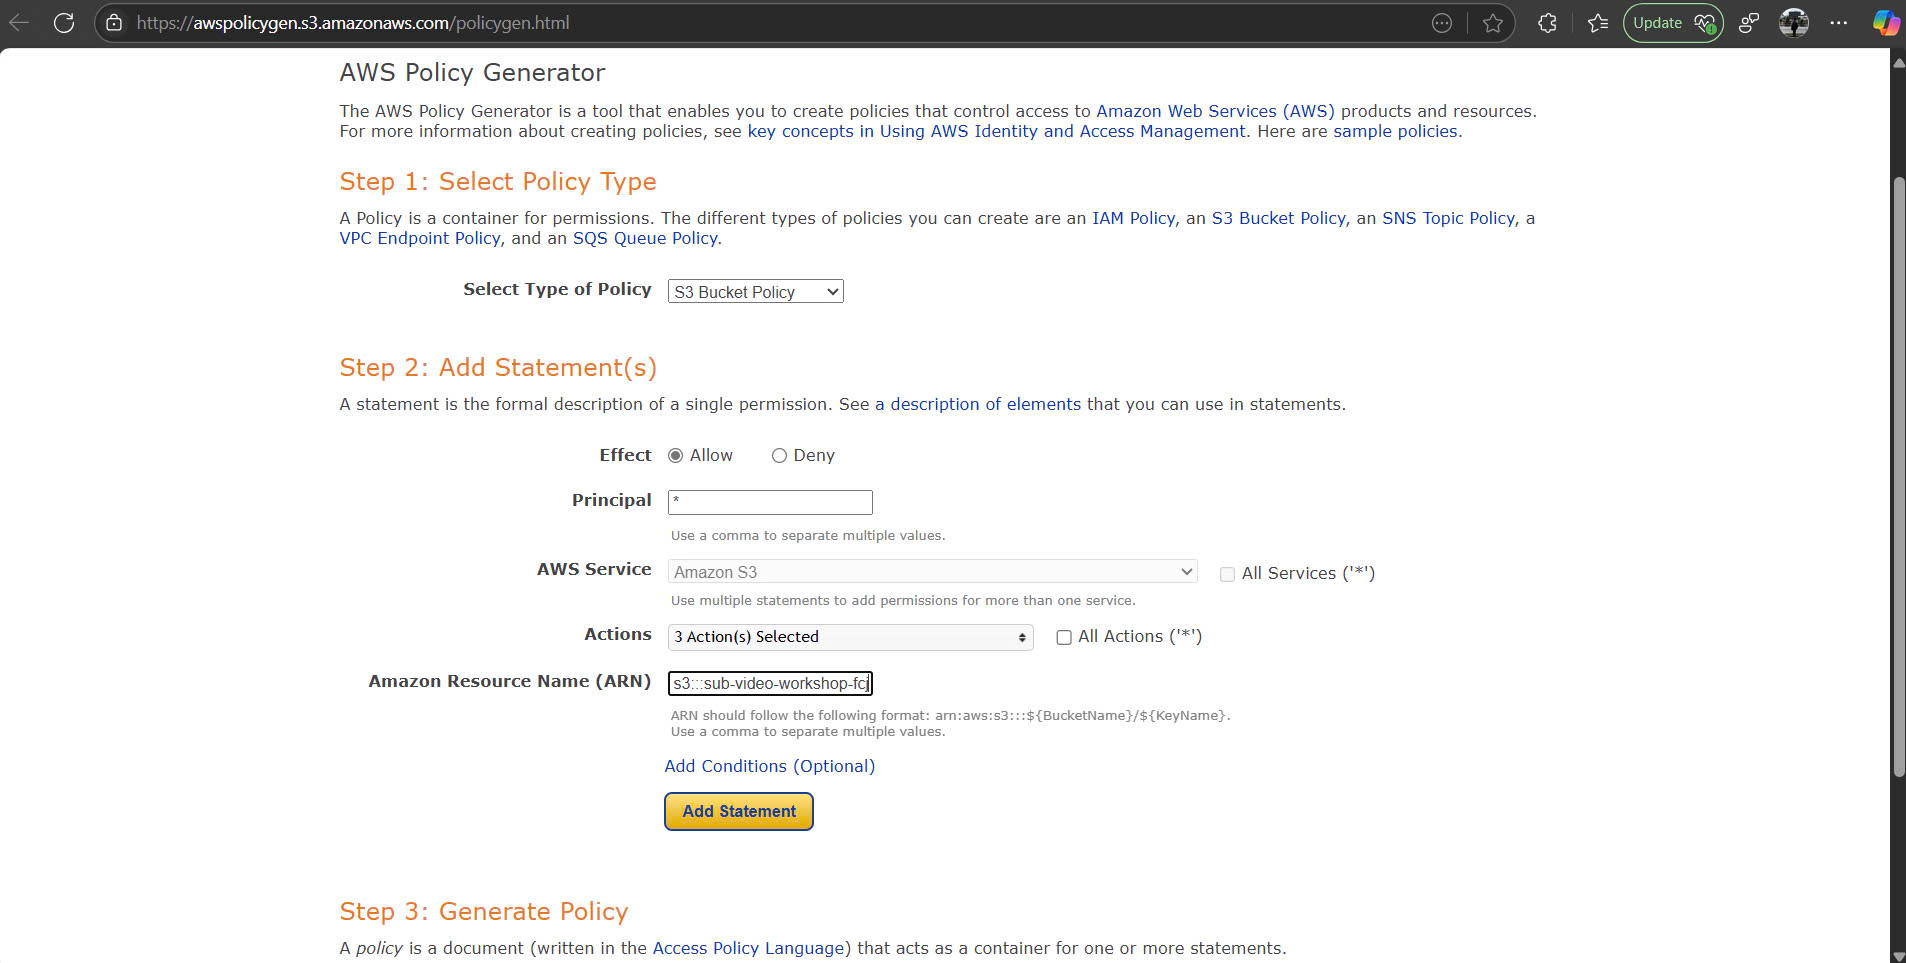 https://awspolicygen.s3.amazonaws.com/policygen.html
Update
AWS Policy Generator
The AWS Policy Generator is a tool that enables you to create policies that control access to Amazon Web Services (AWS) products and resources.
For more information about creating policies, see key concepts in Using AWS Identity and Access Management. Here are sample policies.
Step 1: Select Policy Type
A Policy is a container for permissions. The different types of policies you can create are an IAM Policy, an S3 Bucket Policy, an SNS Topic Policy, a
VPC Endpoint Policy, and an SQS Queue Policy.
Select Type of Policy S3 Bucket Policy
Step 2: Add Statement(s)
A statement is the formal description of a single permission. See a description of elements that you can use in statements.
Effect Allow Deny
Principal *
Use a comma to separate multiple values.
AWS Service Amazon S3 All Services ('*')
Use multiple statements to add permissions for more than one service.
Actions 3 Action(s) Selected All Actions ('*')
Amazon Resource Name (ARN) s3:::sub-video-workshop-fcj
ARN should follow the following format: arn:aws:s3:::${BucketName}/${KeyName}.
Use a comma to separate multiple values.
Add Conditions (Optional)
Add Statement
Step 3: Generate Policy
A policy is a document (written in the Access Policy Language) that acts as a container for one or more statements.